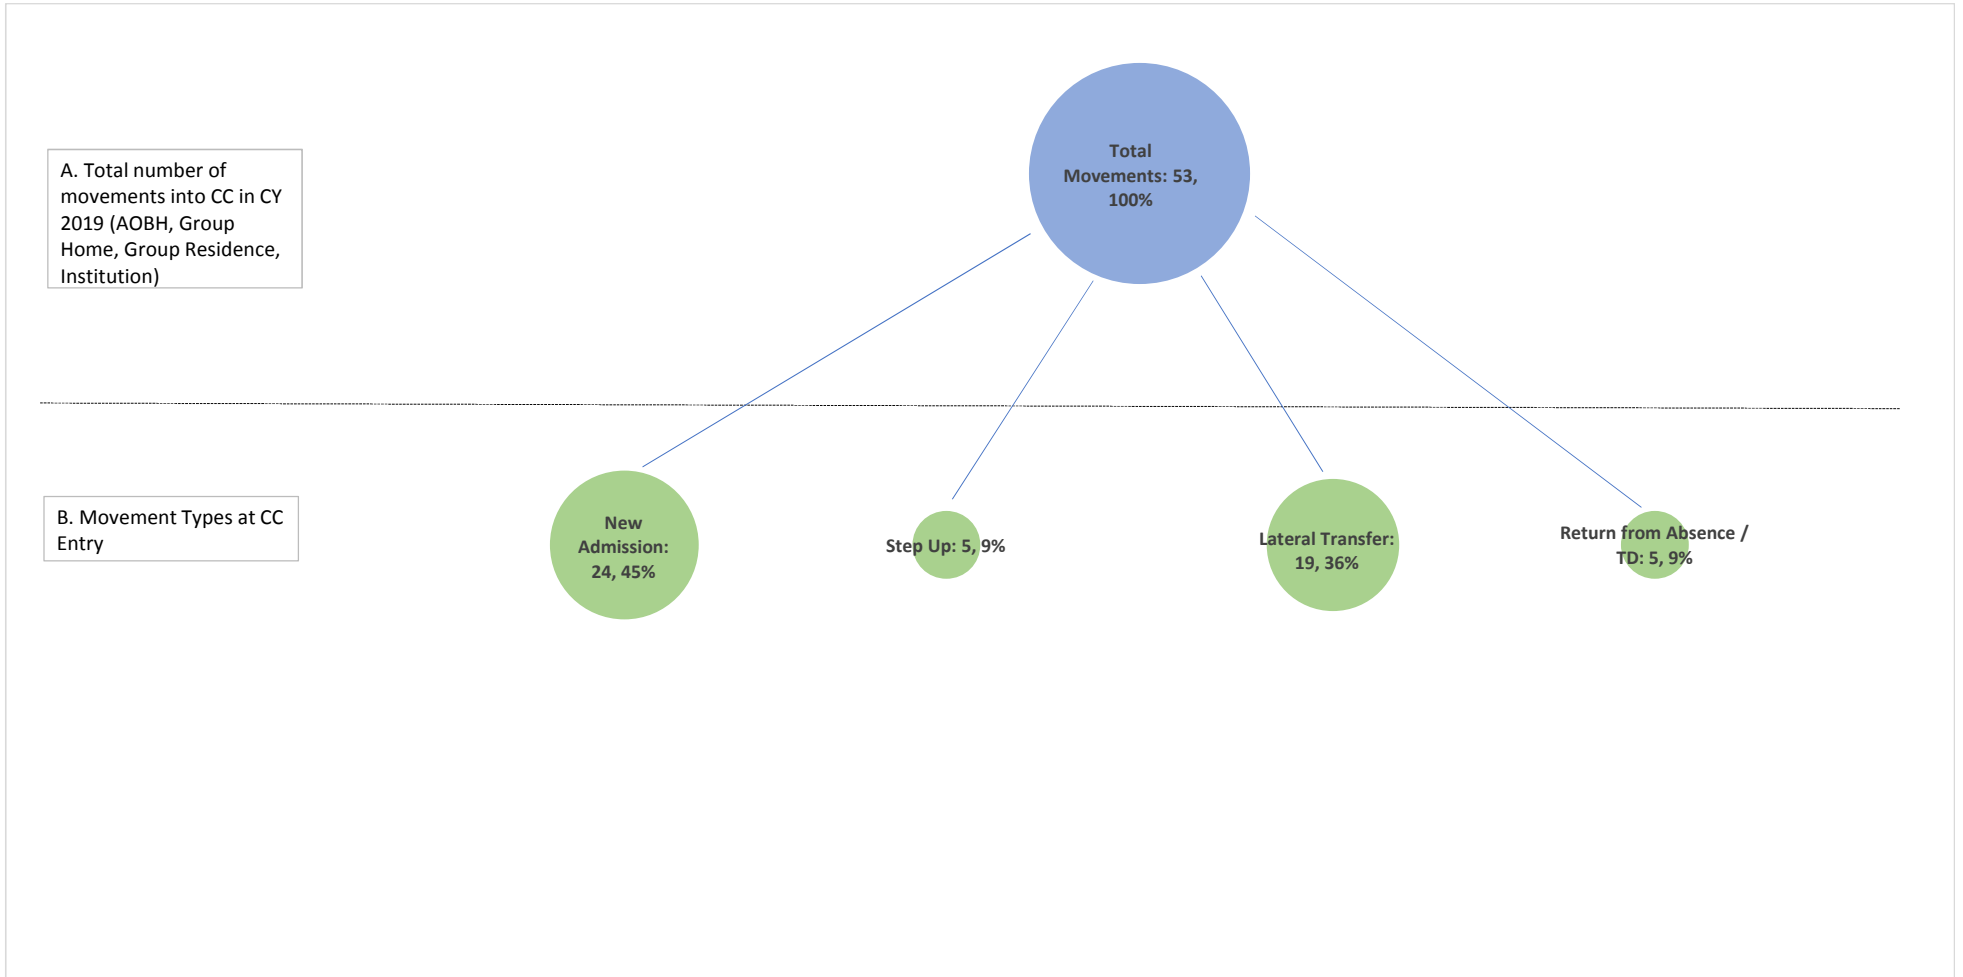 Total
Movements: 53,
100%
A. Total number of
movements into CC in CY
2019 (AOBH, Group
Home, Group Residence,
Institution)
B. Movement Types at CC
Entry
New
Admission:
24, 45%
Step Up: 5, 9%
Lateral Transfer:
19, 36%
Return from Absence /
TD: 5, 9%